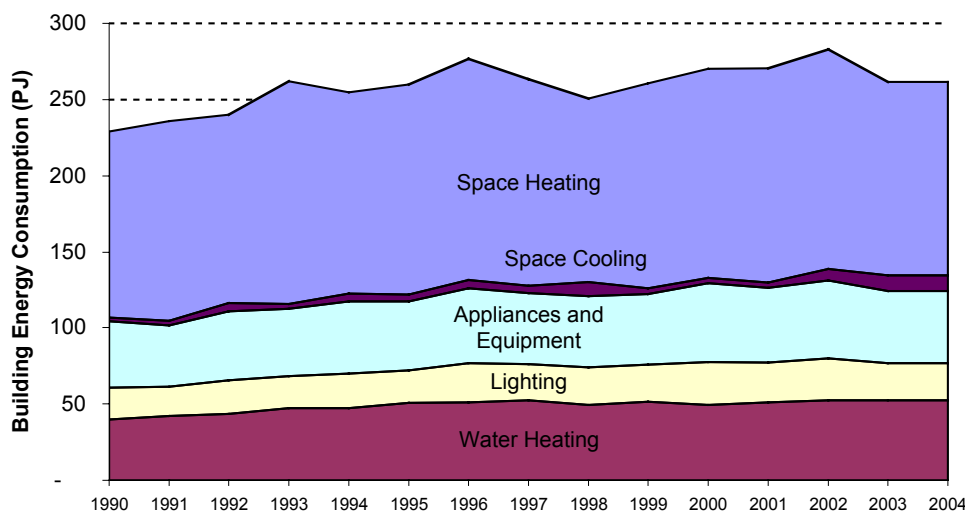 300
250
200
150
100
50
-
Building Energy Consumption (PJ)
Space Heating
Space Cooling
Appliances and
Equipment
Lighting
Water Heating
1990 1991 1992 1993 1994 1995 1996 1997 1998 1999 2000 2001 2002 2003 2004